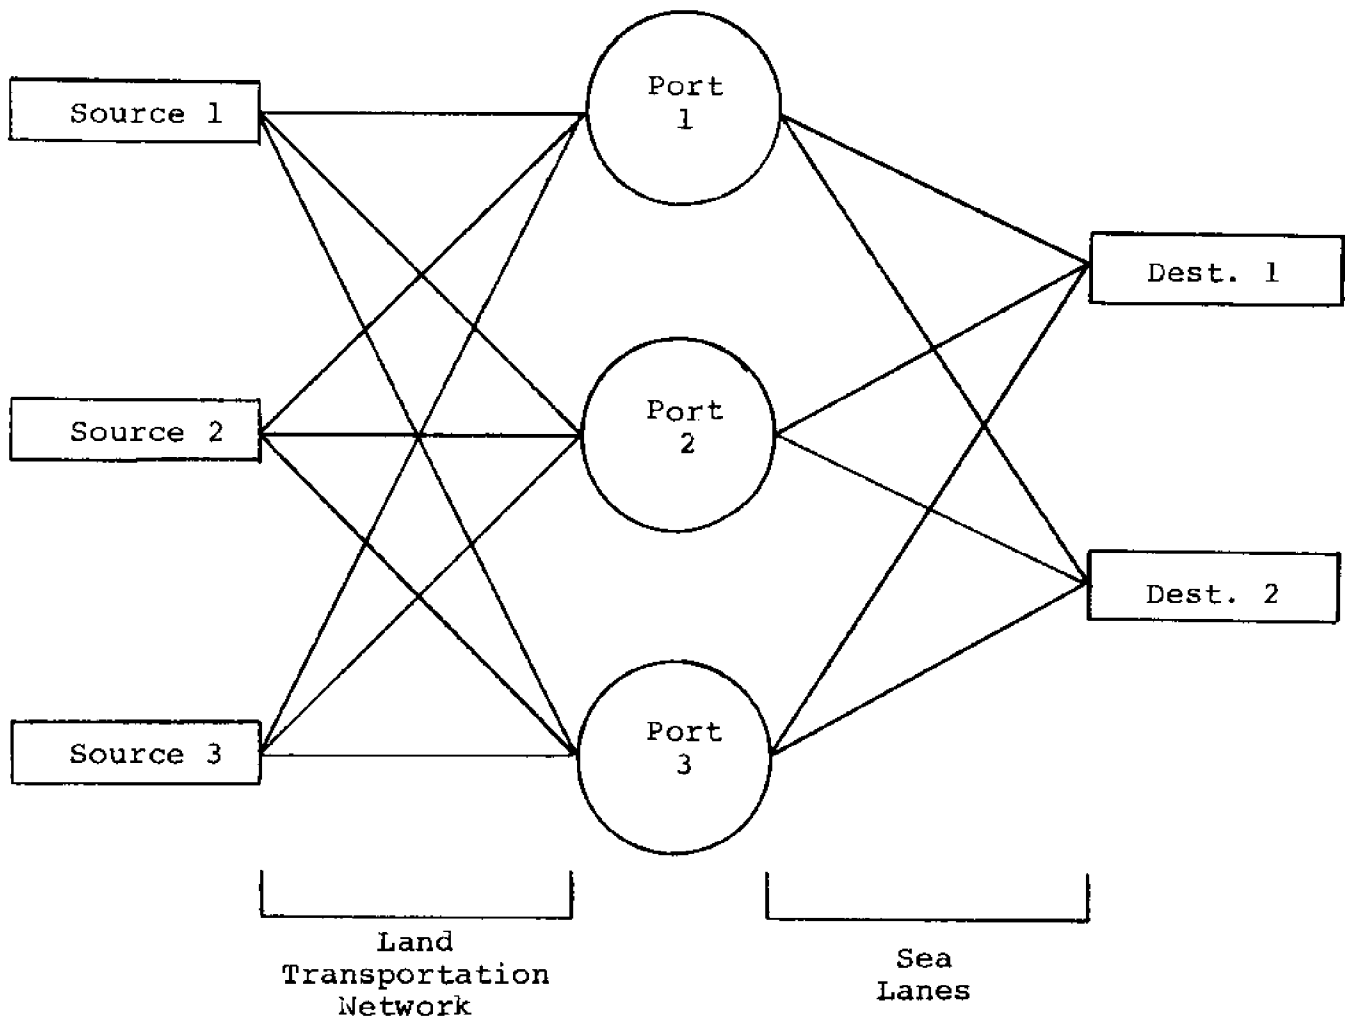 Source 1
Port
1
Dest. 1
Source 2
Port
2
Dest. 2
Source 3
Port
3
Land
Transportation
Network
Sea
Lanes